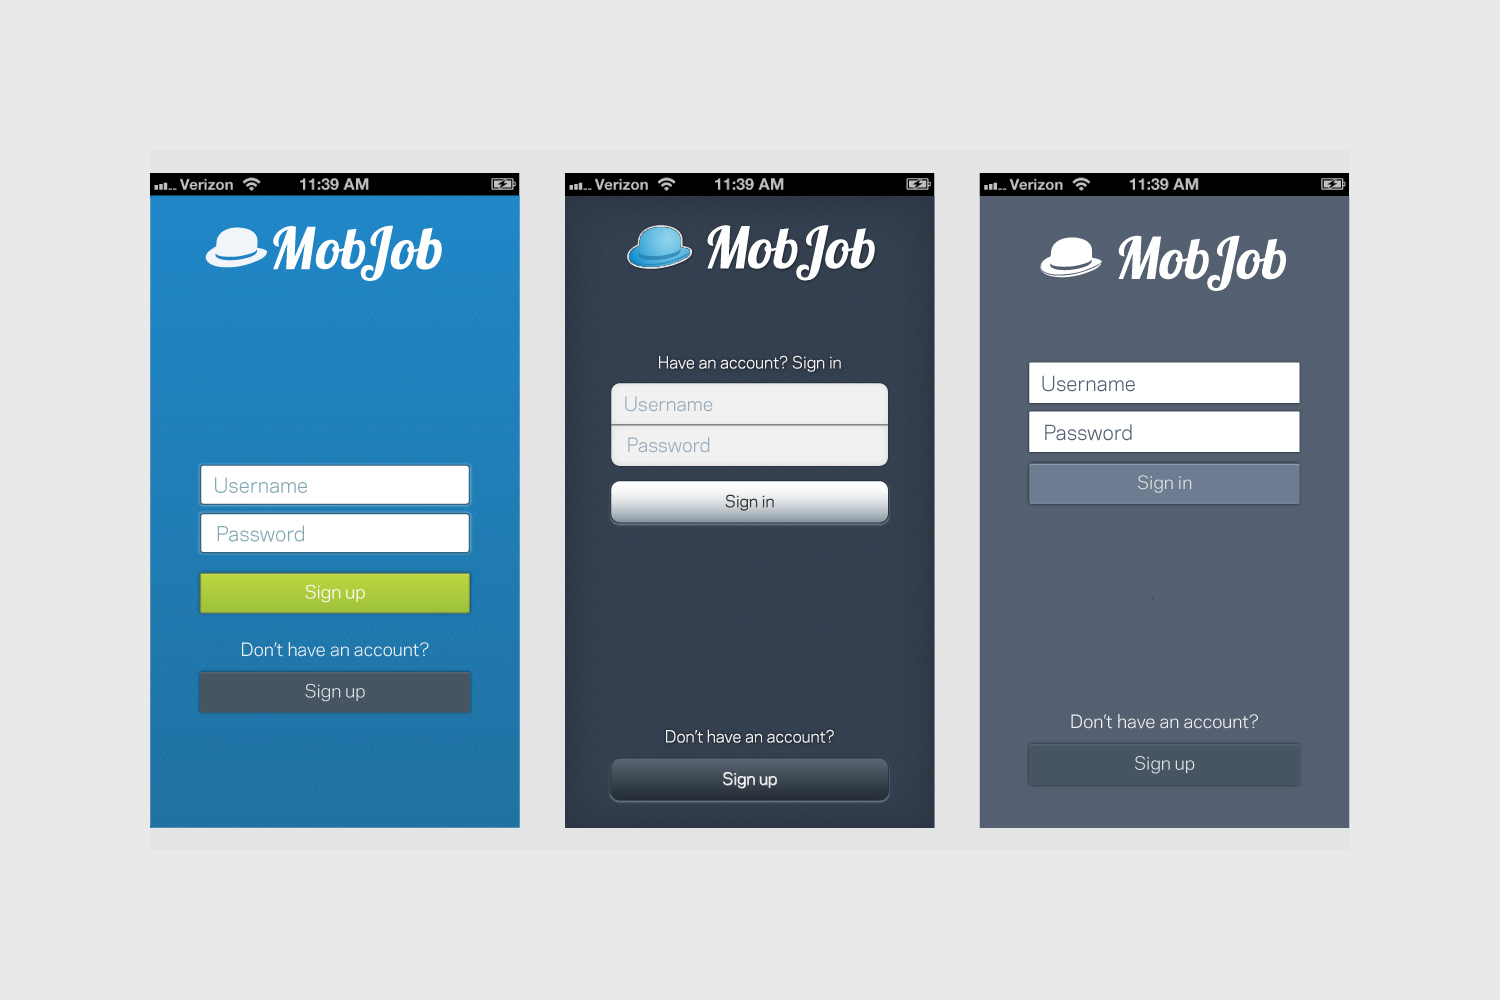 Verizon 11:39 AM
MobJob
Username
Password
Sign up
Don't have an account?
Sign up
Verizon 11:39 AM
MobJob
Have an account? Sign in
Username
Password
Sign in
Don't have an account?
Sign up
Verizon 11:39 AM
MobJob
Username
Password
Sign in
Don't have an account?
Sign up